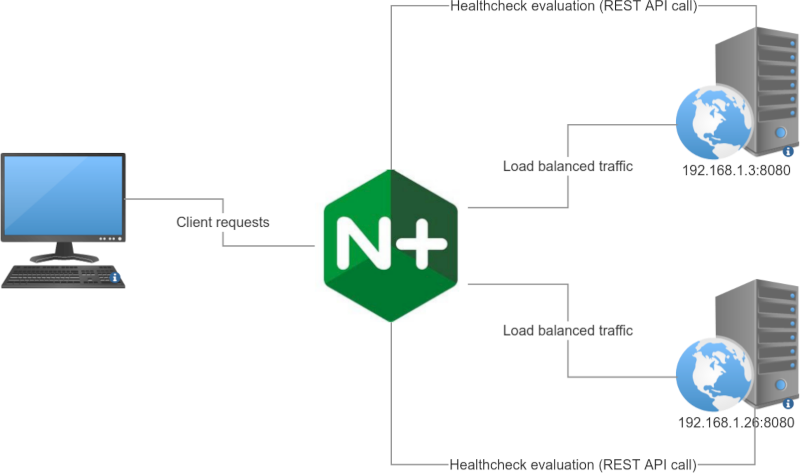 Healthcheck evaluation (REST API call)
Load balanced traffic
192.168.1.3:8080
Client requests
N+
Load balanced traffic
192.168.1.26:8080
Healthcheck evaluation (REST API call)